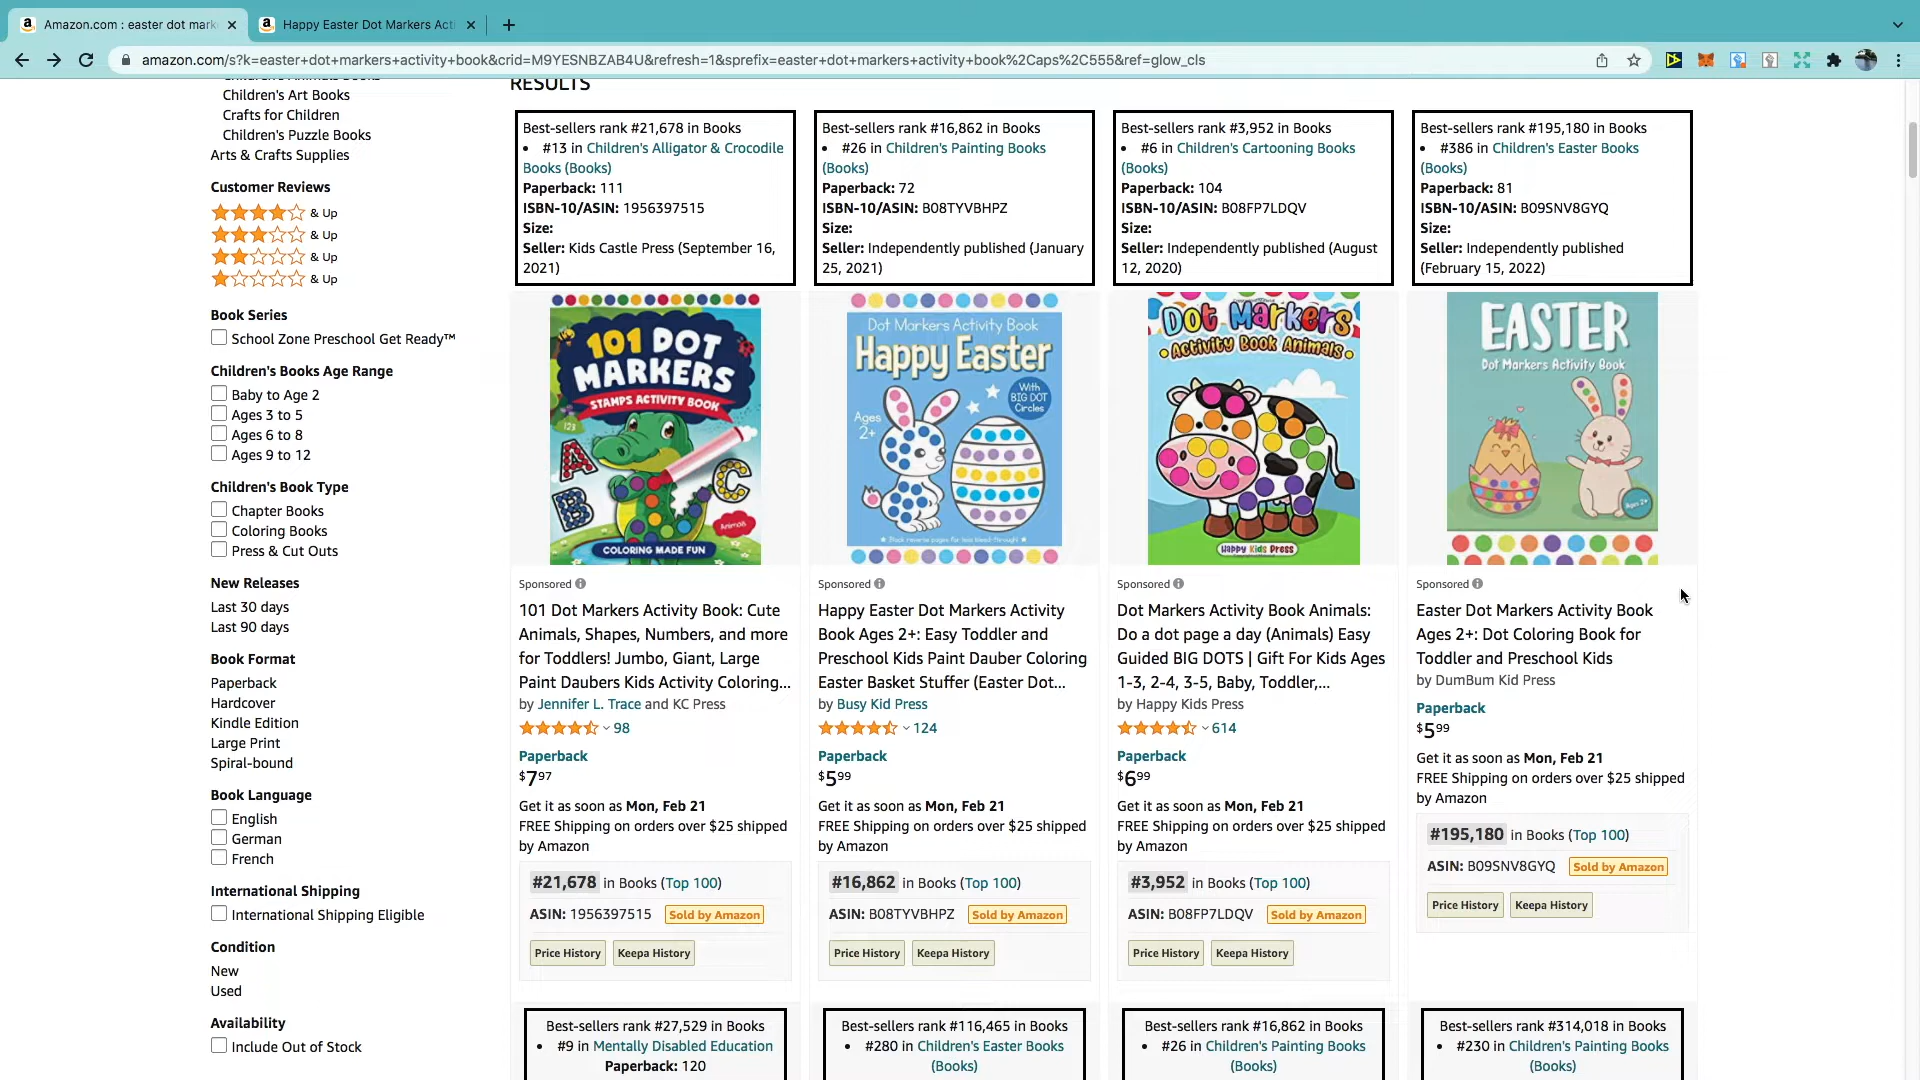 Amazon.com : easter dot mark
Happy Easter Dot Markers Acti
amazon.com/s?k=easter+dot+markers+activity+book&crid=M9YESNBZAB4U&refresh=1&sprefix=easter+dot+markers+activity+book%2Caps%2C555&ref=glow_cls
Children's Art Books
Crafts for Children
Children's Puzzle Books
Arts & Crafts Supplies
Customer Reviews
& Up
& Up
& Up
& Up
Book Series
School Zone Preschool Get Ready™
Children's Books Age Range
Baby to Age 2
Ages 3 to 5
Ages 6 to 8
Ages 9 to 12
Children's Book Type
Chapter Books
Coloring Books
Press & Cut Outs
New Releases
Last 30 days
Last 90 days
Book Format
Paperback
Hardcover
Kindle Edition
Large Print
Spiral-bound
Book Language
English
German
French
International Shipping
International Shipping Eligible
Condition
New
Used
Availability
Include Out of Stock
RESULTS
Best-sellers rank #21,678 in Books
• #13 in Children's Alligator & Crocodile
Books (Books)
Paperback: 111
ISBN-10/ASIN: 1956397515
Size:
Seller: Kids Castle Press (September 16,
2021)
101 DOT
MARKERS
STAMPS ACTIVITY BOOK
123
A
B
C
Animals
COLORING MADE FUN
Sponsored
101 Dot Markers Activity Book: Cute
Animals, Shapes, Numbers, and more
for Toddlers! Jumbo, Giant, Large
Paint Daubers Kids Activity Coloring...
by Jennifer L. Trace and KC Press
98
Paperback
$7 97
Get it as soon as Mon, Feb 21
FREE Shipping on orders over $25 shipped
by Amazon
#21,678 in Books (Top 100)
ASIN: 1956397515 Sold by Amazon
Price History Keepa History
Best-sellers rank #16,862 in Books
• #26 in Children's Painting Books
(Books)
Paperback: 72
ISBN-10/ASIN: B08TYVBHPZ
Size:
Seller: Independently published (January
25, 2021)
Dot Markers Activity Book
Happy Easter
With
BIG DOT
Circles
Ages
2+
Black reverse pages for less bleed-through!
Sponsored
Happy Easter Dot Markers Activity
Book Ages 2+: Easy Toddler and
Preschool Kids Paint Dauber Coloring
Easter Basket Stuffer (Easter Dot...
by Busy Kid Press
124
Paperback
$5 99
Get it as soon as Mon, Feb 21
FREE Shipping on orders over $25 shipped
by Amazon
#16,862 in Books (Top 100)
ASIN: B08TYVBHPZ Sold by Amazon
Price History Keepa History
Best-sellers rank #3,952 in Books
• #6 in Children's Cartooning Books
(Books)
Paperback: 104
ISBN-10/ASIN: B08FP7LDQV
Size:
Seller: Independently published (August
12, 2020)
Dot Markers
Activity Book Animals
Happy Kids Press
Sponsored
Dot Markers Activity Book Animals:
Do a dot page a day (Animals) Easy
Guided BIG DOTS | Gift For Kids Ages
1-3, 2-4, 3-5, Baby, Toddler,...
by Happy Kids Press
614
Paperback
$6 99
Get it as soon as Mon, Feb 21
FREE Shipping on orders over $25 shipped
by Amazon
#3,952 in Books (Top 100)
ASIN: B08FP7LDQV Sold by Amazon
Price History Keepa History
Best-sellers rank #195,180 in Books
• #386 in Children's Easter Books
(Books)
Paperback: 81
ISBN-10/ASIN: B09SNV8GYQ
Size:
Seller: Independently published
(February 15, 2022)
EASTER
Dot Markers Activity Book
Ages 2+
Sponsored
Easter Dot Markers Activity Book
Ages 2+: Dot Coloring Book for
Toddler and Preschool Kids
by DumBum Kid Press
Paperback
$5 99
Get it as soon as Mon, Feb 21
FREE Shipping on orders over $25 shipped
by Amazon
#195,180 in Books (Top 100)
ASIN: B09SNV8GYQ Sold by Amazon
Price History Keepa History
Best-sellers rank #27,529 in Books
• #9 in Mentally Disabled Education
Paperback: 120
Best-sellers rank #116,465 in Books
• #280 in Children's Easter Books
(Books)
Best-sellers rank #16,862 in Books
• #26 in Children's Painting Books
(Books)
Best-sellers rank #314,018 in Books
• #230 in Children's Painting Books
(Books)